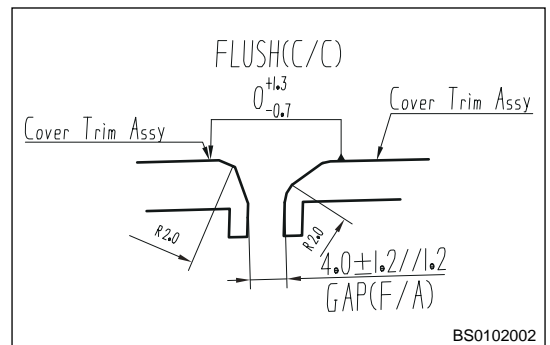 FLUSH(C/C)
0 +1.3 -0.7
Cover Trim Assy
Cover Trim Assy
R2.0
R2.0
4.0±1.2//1.2
GAP(F/A)
BS0102002